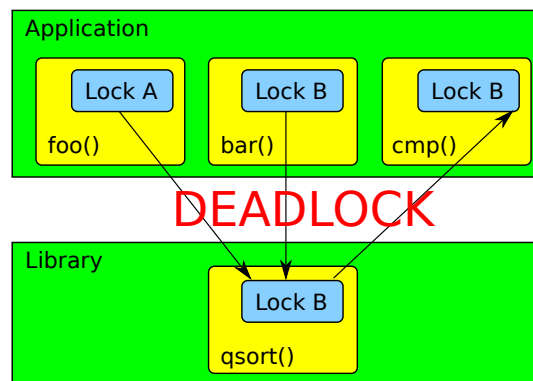 Application
Lock A
Lock B
Lock B
foo()
bar()
cmp()
DEADLOCK
Library
Lock B
qsort()